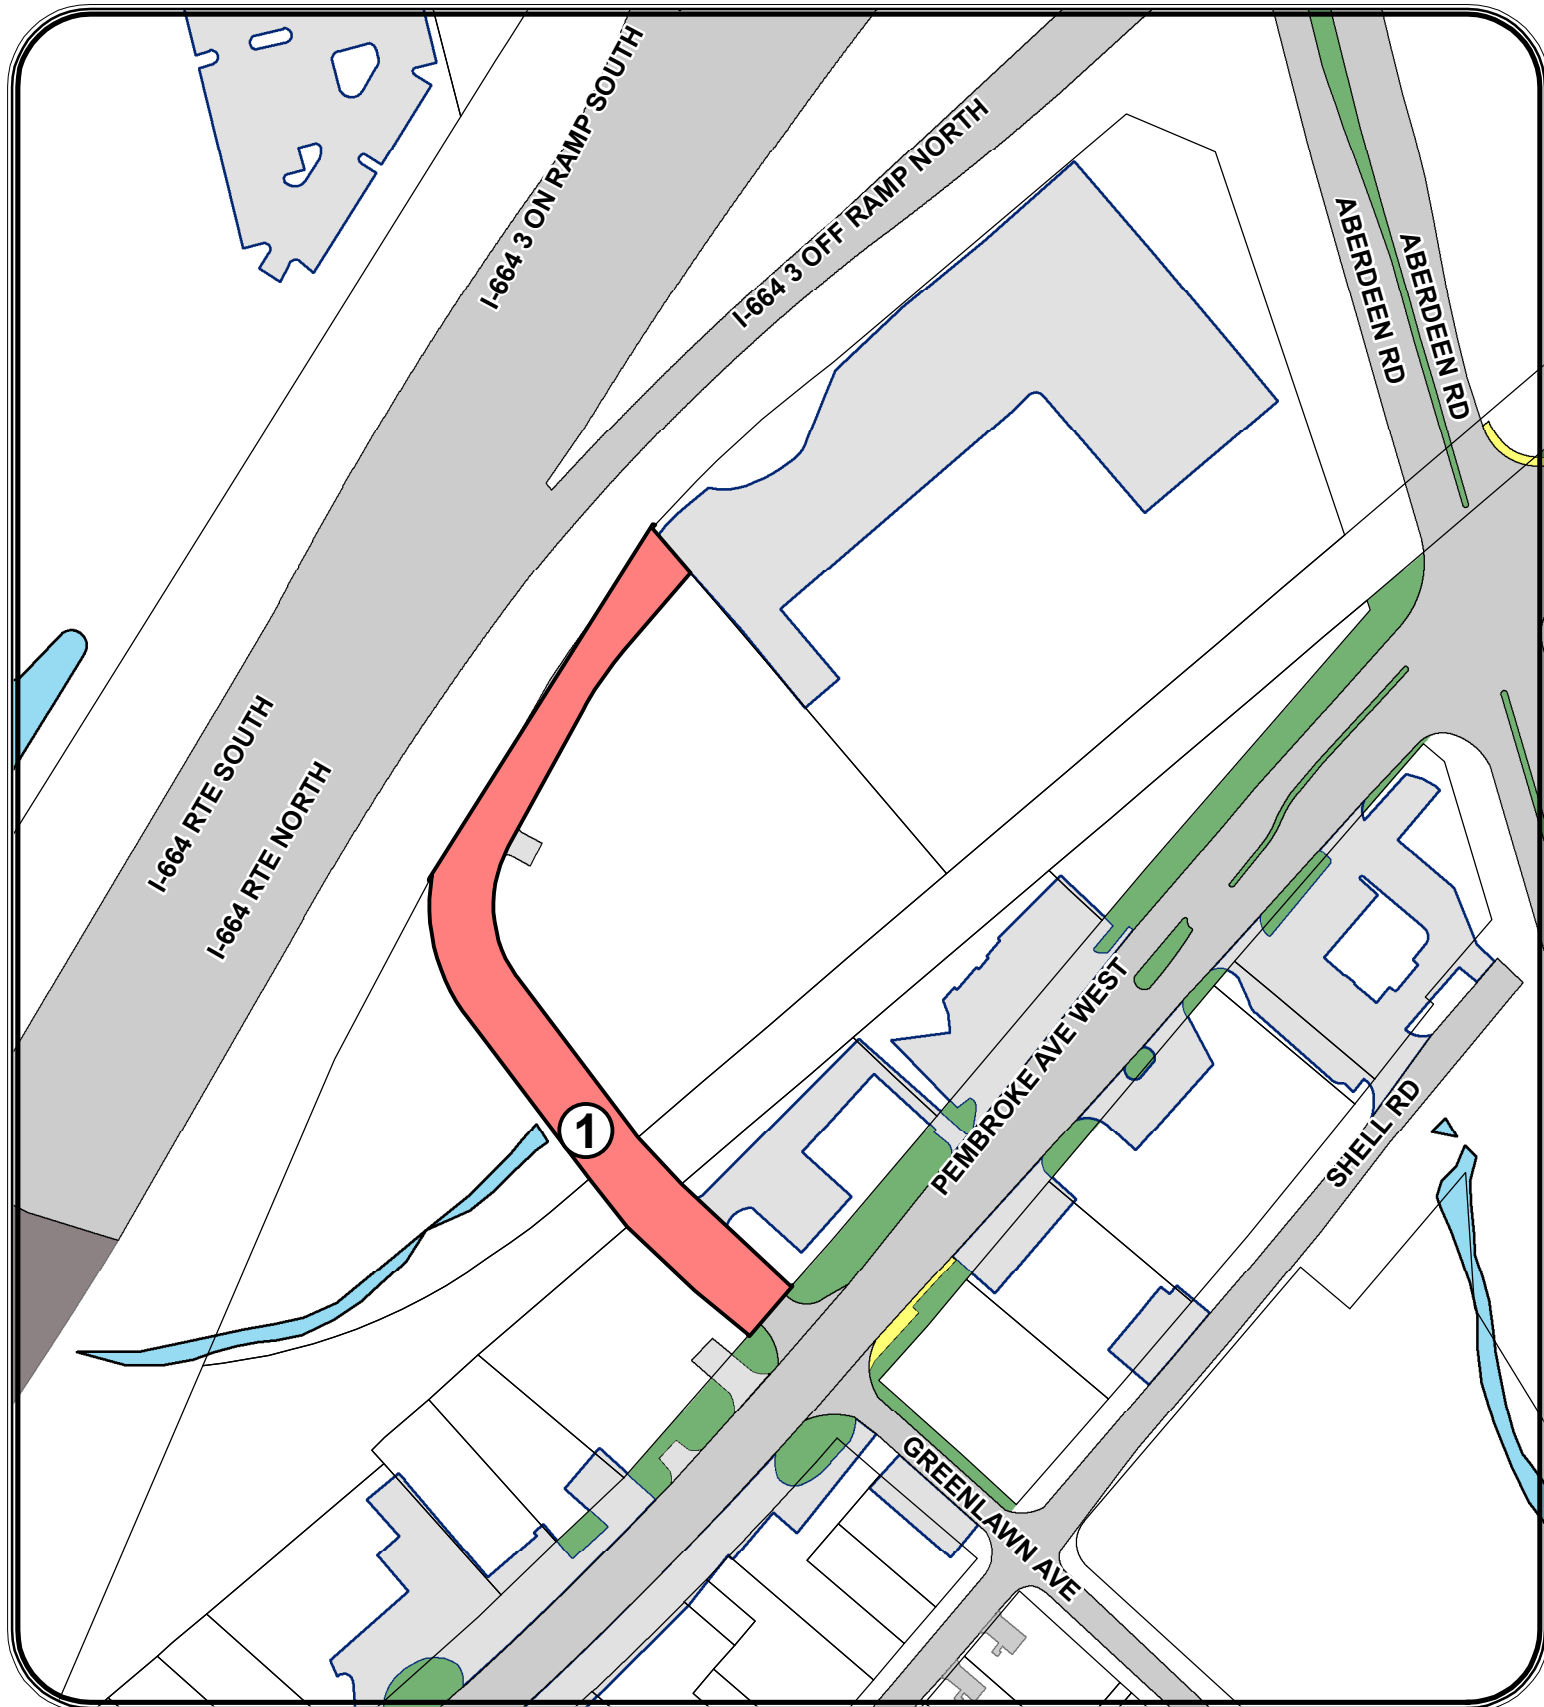 I-664 3 ON RAMP SOUTH
I-664 3 OFF RAMP NORTH
ABERDEEN RD
ABERDEEN RD
I-664 RTE SOUTH
I-664 RTE NORTH
PEMBROKE AVE WEST
1
SHELL RD
GREENLAWN AVE